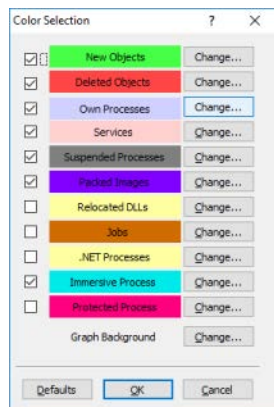 Color Selection ? ×
New Objects Change...
Deleted Objects Change...
Own Processes Change...
Services Change...
Suspended Processes Change...
Packed Images Change...
Relocated DLLs Change...
Jobs Change...
.NET Processes Change...
Immersive Process Change...
Protected Process Change...
Graph Background Change...
Defaults OK Cancel